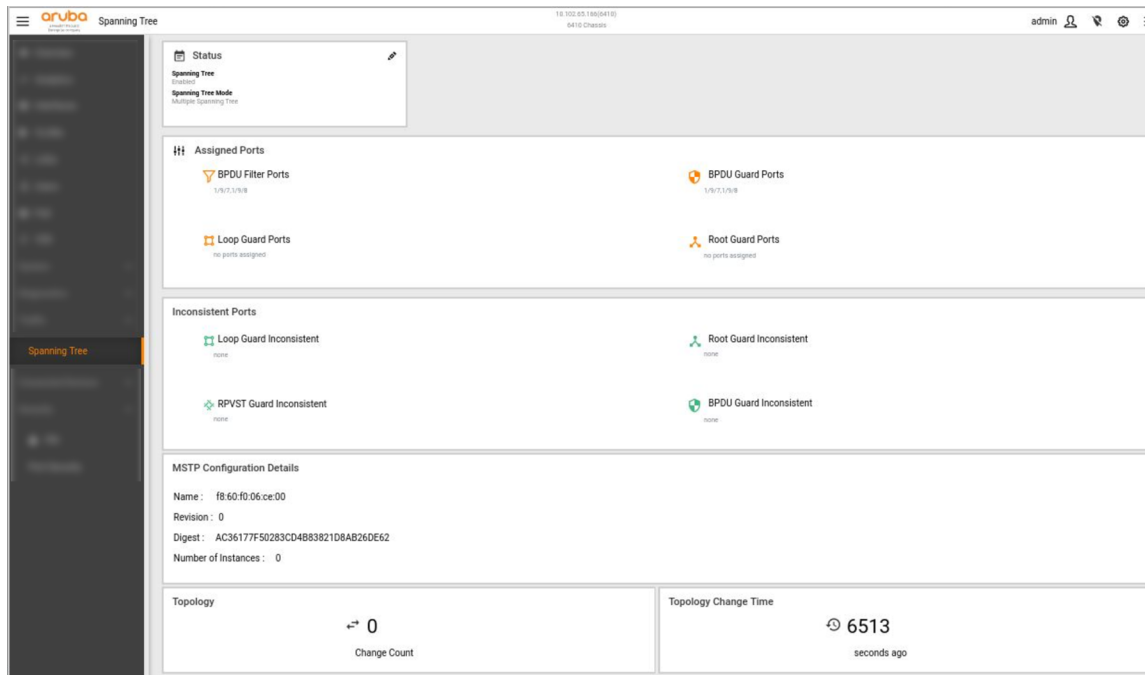 aruba
Spanning Tree
10.102.65.166(6410)
6410 Chassis
admin
Spanning Tree
Status
Spanning Tree
Enabled
Spanning Tree Mode
Multiple Spanning Tree
Assigned Ports
BPDU Filter Ports
1/9/7,1/9/8
BPDU Guard Ports
1/9/7,1/9/8
Loop Guard Ports
no ports assigned
Root Guard Ports
no ports assigned
Inconsistent Ports
Loop Guard Inconsistent
none
Root Guard Inconsistent
none
RPVST Guard Inconsistent
none
BPDU Guard Inconsistent
none
MSTP Configuration Details
Name : f8:60:f0:06:ce:00
Revision : 0
Digest : AC36177F50283CD4B83821D8AB26DE62
Number of Instances : 0
Topology
0
Change Count
Topology Change Time
6513
seconds ago